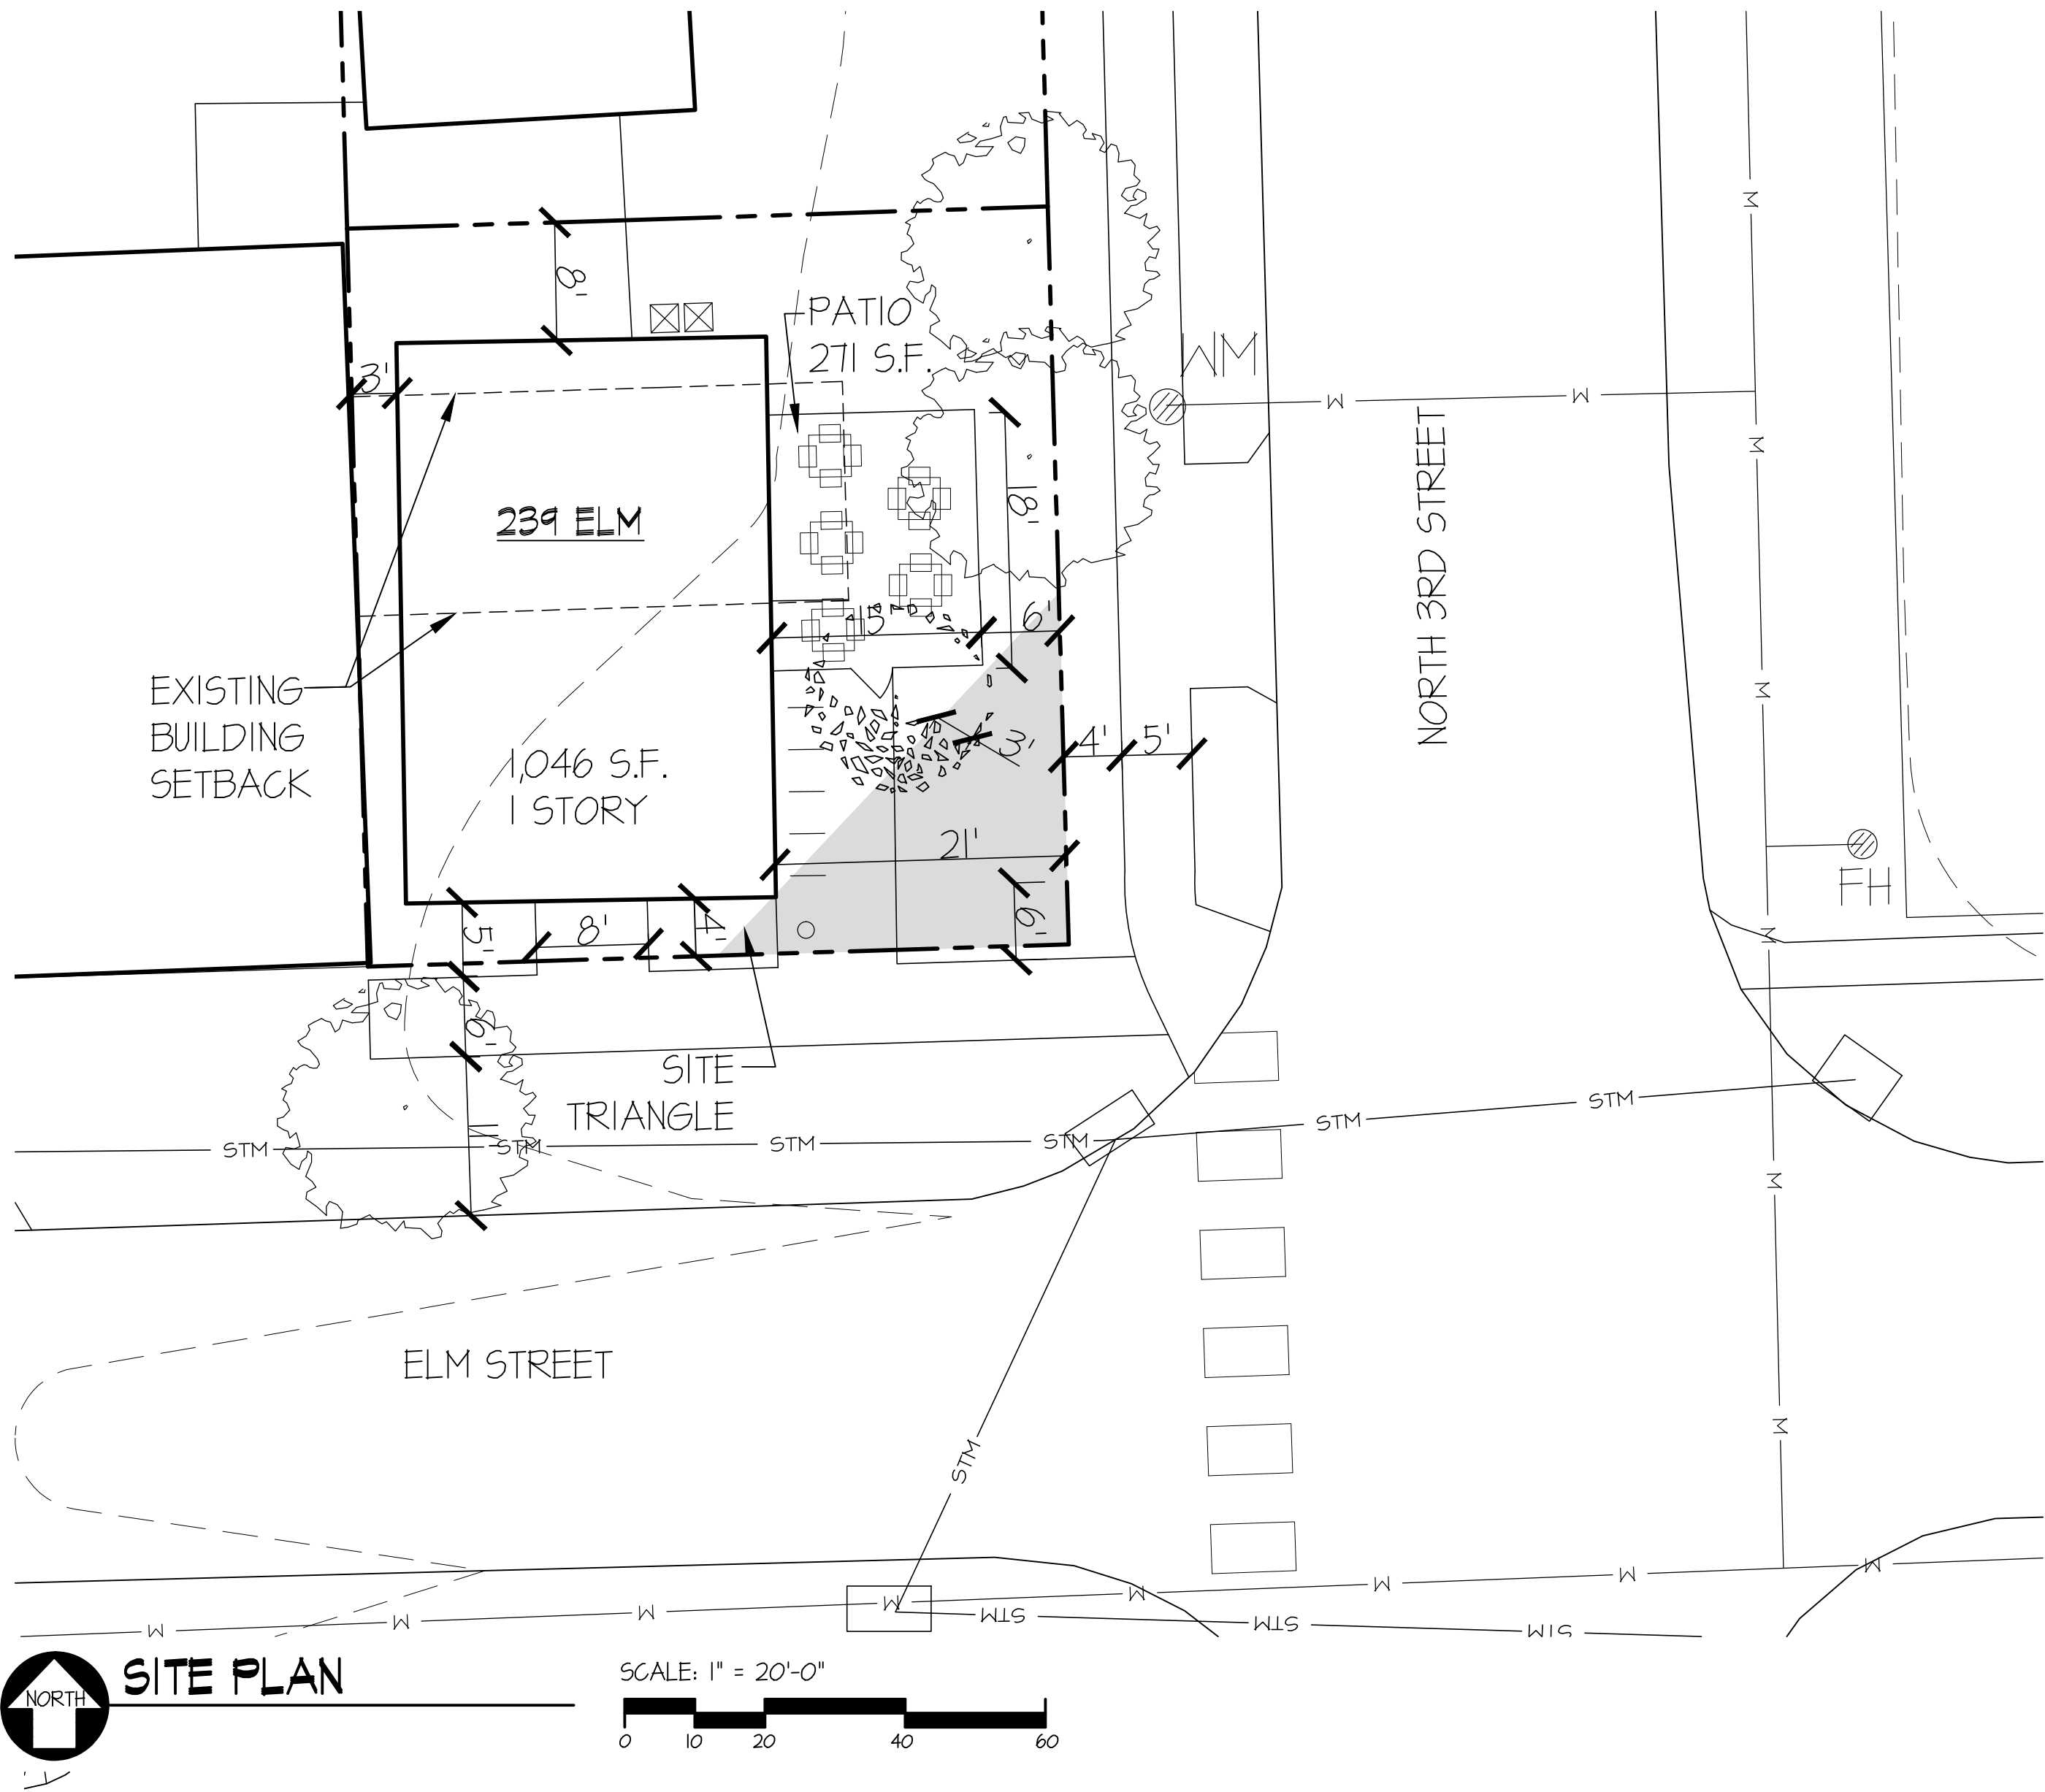 8'
PATIO
271 S.F.
3'
WM
W
W
W
W
W
18'
239 ELM
NORTH 3RD STREET
15'
6'
EXISTING
BUILDING
SETBACK
W
3'
4'
5'
1,046 S.F.
1 STORY
21'
FH
5'
8'
4'
6'
W
6'
SITE
TRIANGLE
STM
STM
STM
STM
STM
STM
W
ELM STREET
W
STM
W
W
W
W
W
W
W
W
STM
STM
STM
NORTH
SITE PLAN
SCALE: 1" = 20'-0"
0 10 20 40 60